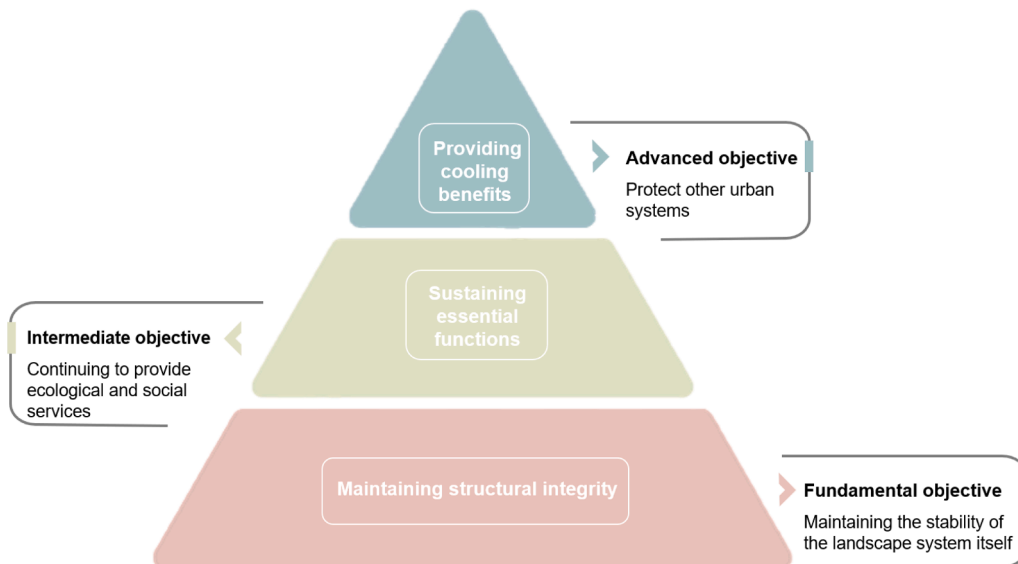 Providing
cooling
benefits
Advanced objective
Protect other urban
systems
Sustaining
essential
functions
Intermediate objective
Continuing to provide
ecological and social
services
Maintaining structural integrity
Fundamental objective
Maintaining the stability of
the landscape system itself